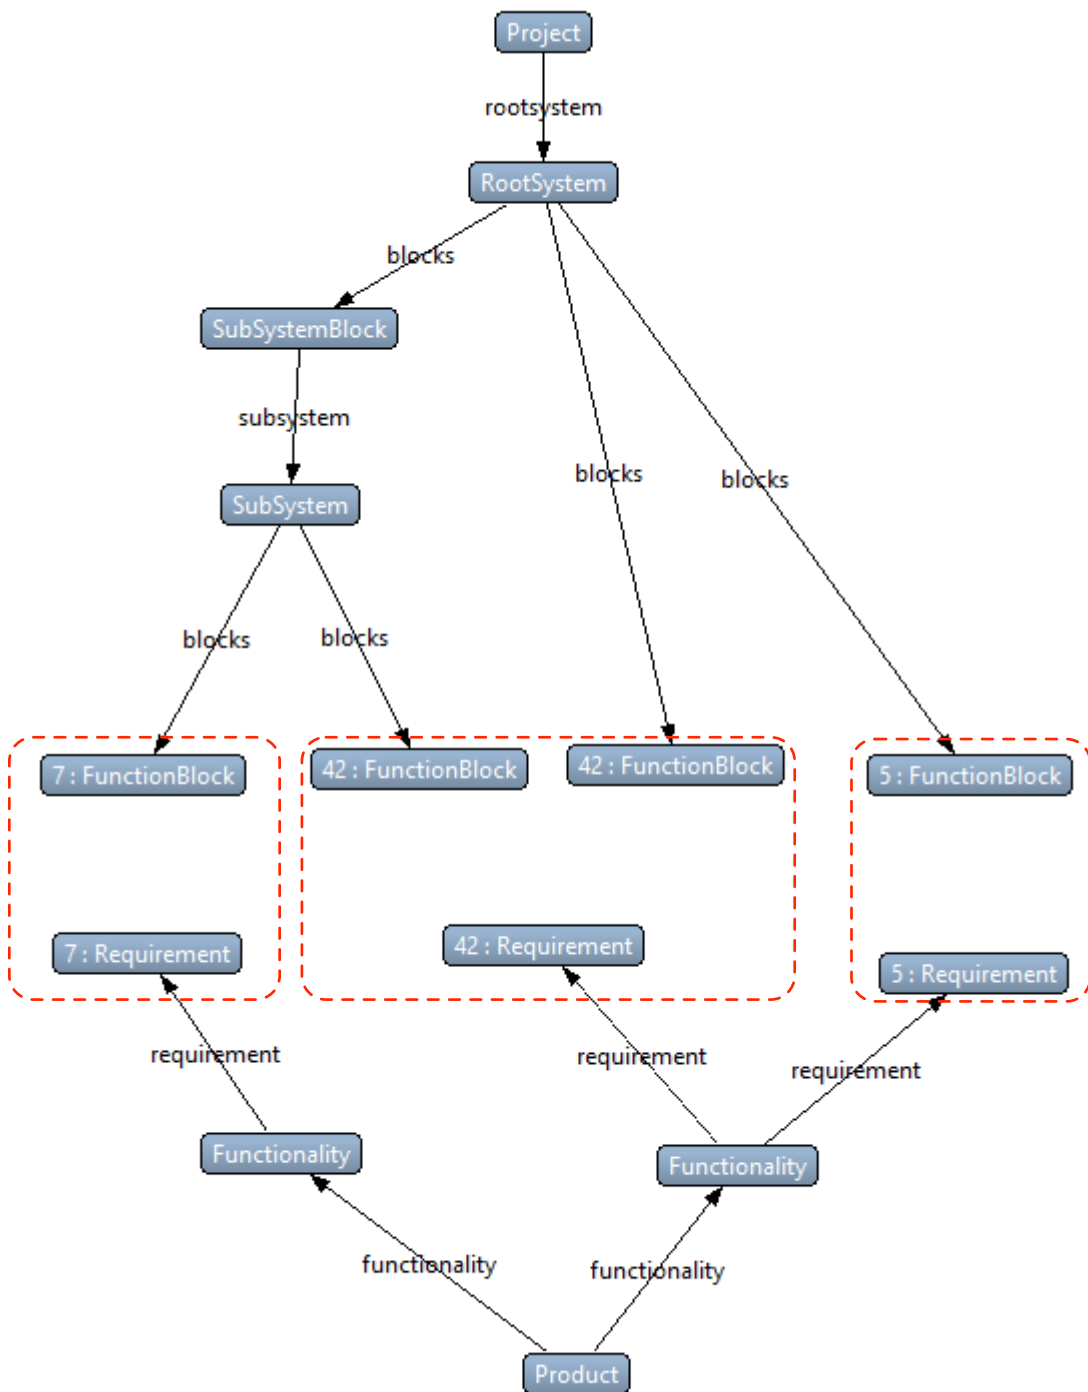 Project
rootsystem
RootSystem
blocks
SubSystemBlock
subsystem
blocks
blocks
SubSystem
blocks
blocks
7 : FunctionBlock
42 : FunctionBlock
42 : FunctionBlock
5 : FunctionBlock
7 : Requirement
42 : Requirement
5 : Requirement
requirement
requirement
requirement
Functionality
Functionality
functionality
functionality
Product